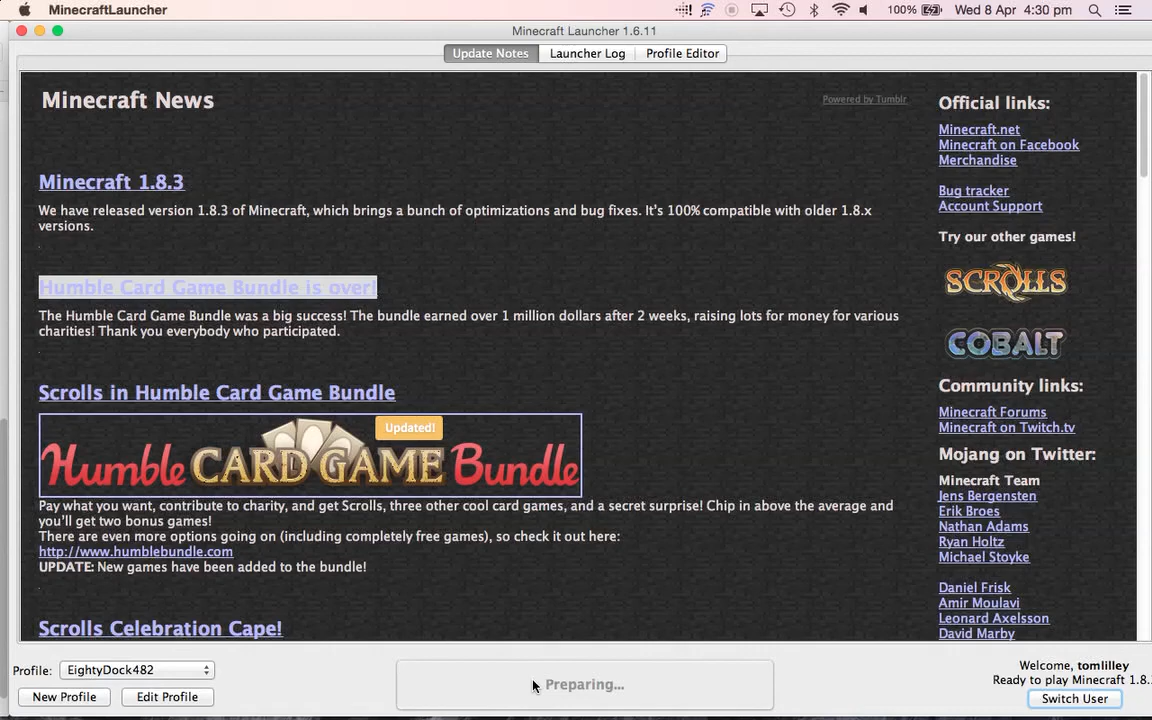 MinecraftLauncher
100%
Wed 8 Apr 4:30 pm
Minecraft Launcher 1.6.11
Update Notes
Launcher Log
Profile Editor
Minecraft News
Powered by Tumblr
Minecraft 1.8.3
We have released version 1.8.3 of Minecraft, which brings a bunch of optimizations and bug fixes. It's 100% compatible with older 1.8.x
versions.
Humble Card Game Bundle is over!
The Humble Card Game Bundle was a big success! The bundle earned over 1 million dollars after 2 weeks, raising lots for money for various
charities! Thank you everybody who participated.
Scrolls in Humble Card Game Bundle
Updated!
Humble CARD GAME Bundle
Pay what you want, contribute to charity, and get Scrolls, three other cool card games, and a secret surprise! Chip in above the average and
you'll get two bonus games!
There are even more options going on (including completely free games), so check it out here:
http://www.humblebundle.com
UPDATE: New games have been added to the bundle!
Scrolls Celebration Cape!
Official links:
Minecraft.net
Minecraft on Facebook
Merchandise
Bug tracker
Account Support
Try our other games!
SCROLLS
COBALT
Community links:
Minecraft Forums
Minecraft on Twitch.tv
Mojang on Twitter:
Minecraft Team
Jens Bergensten
Erik Broes
Nathan Adams
Ryan Holtz
Michael Stoyke
Daniel Frisk
Amir Moulavi
Leonard Axelsson
David Marby
Profile:
EightyDock482
New Profile
Edit Profile
Preparing...
Welcome, tomlilley
Ready to play Minecraft 1.8.
Switch User